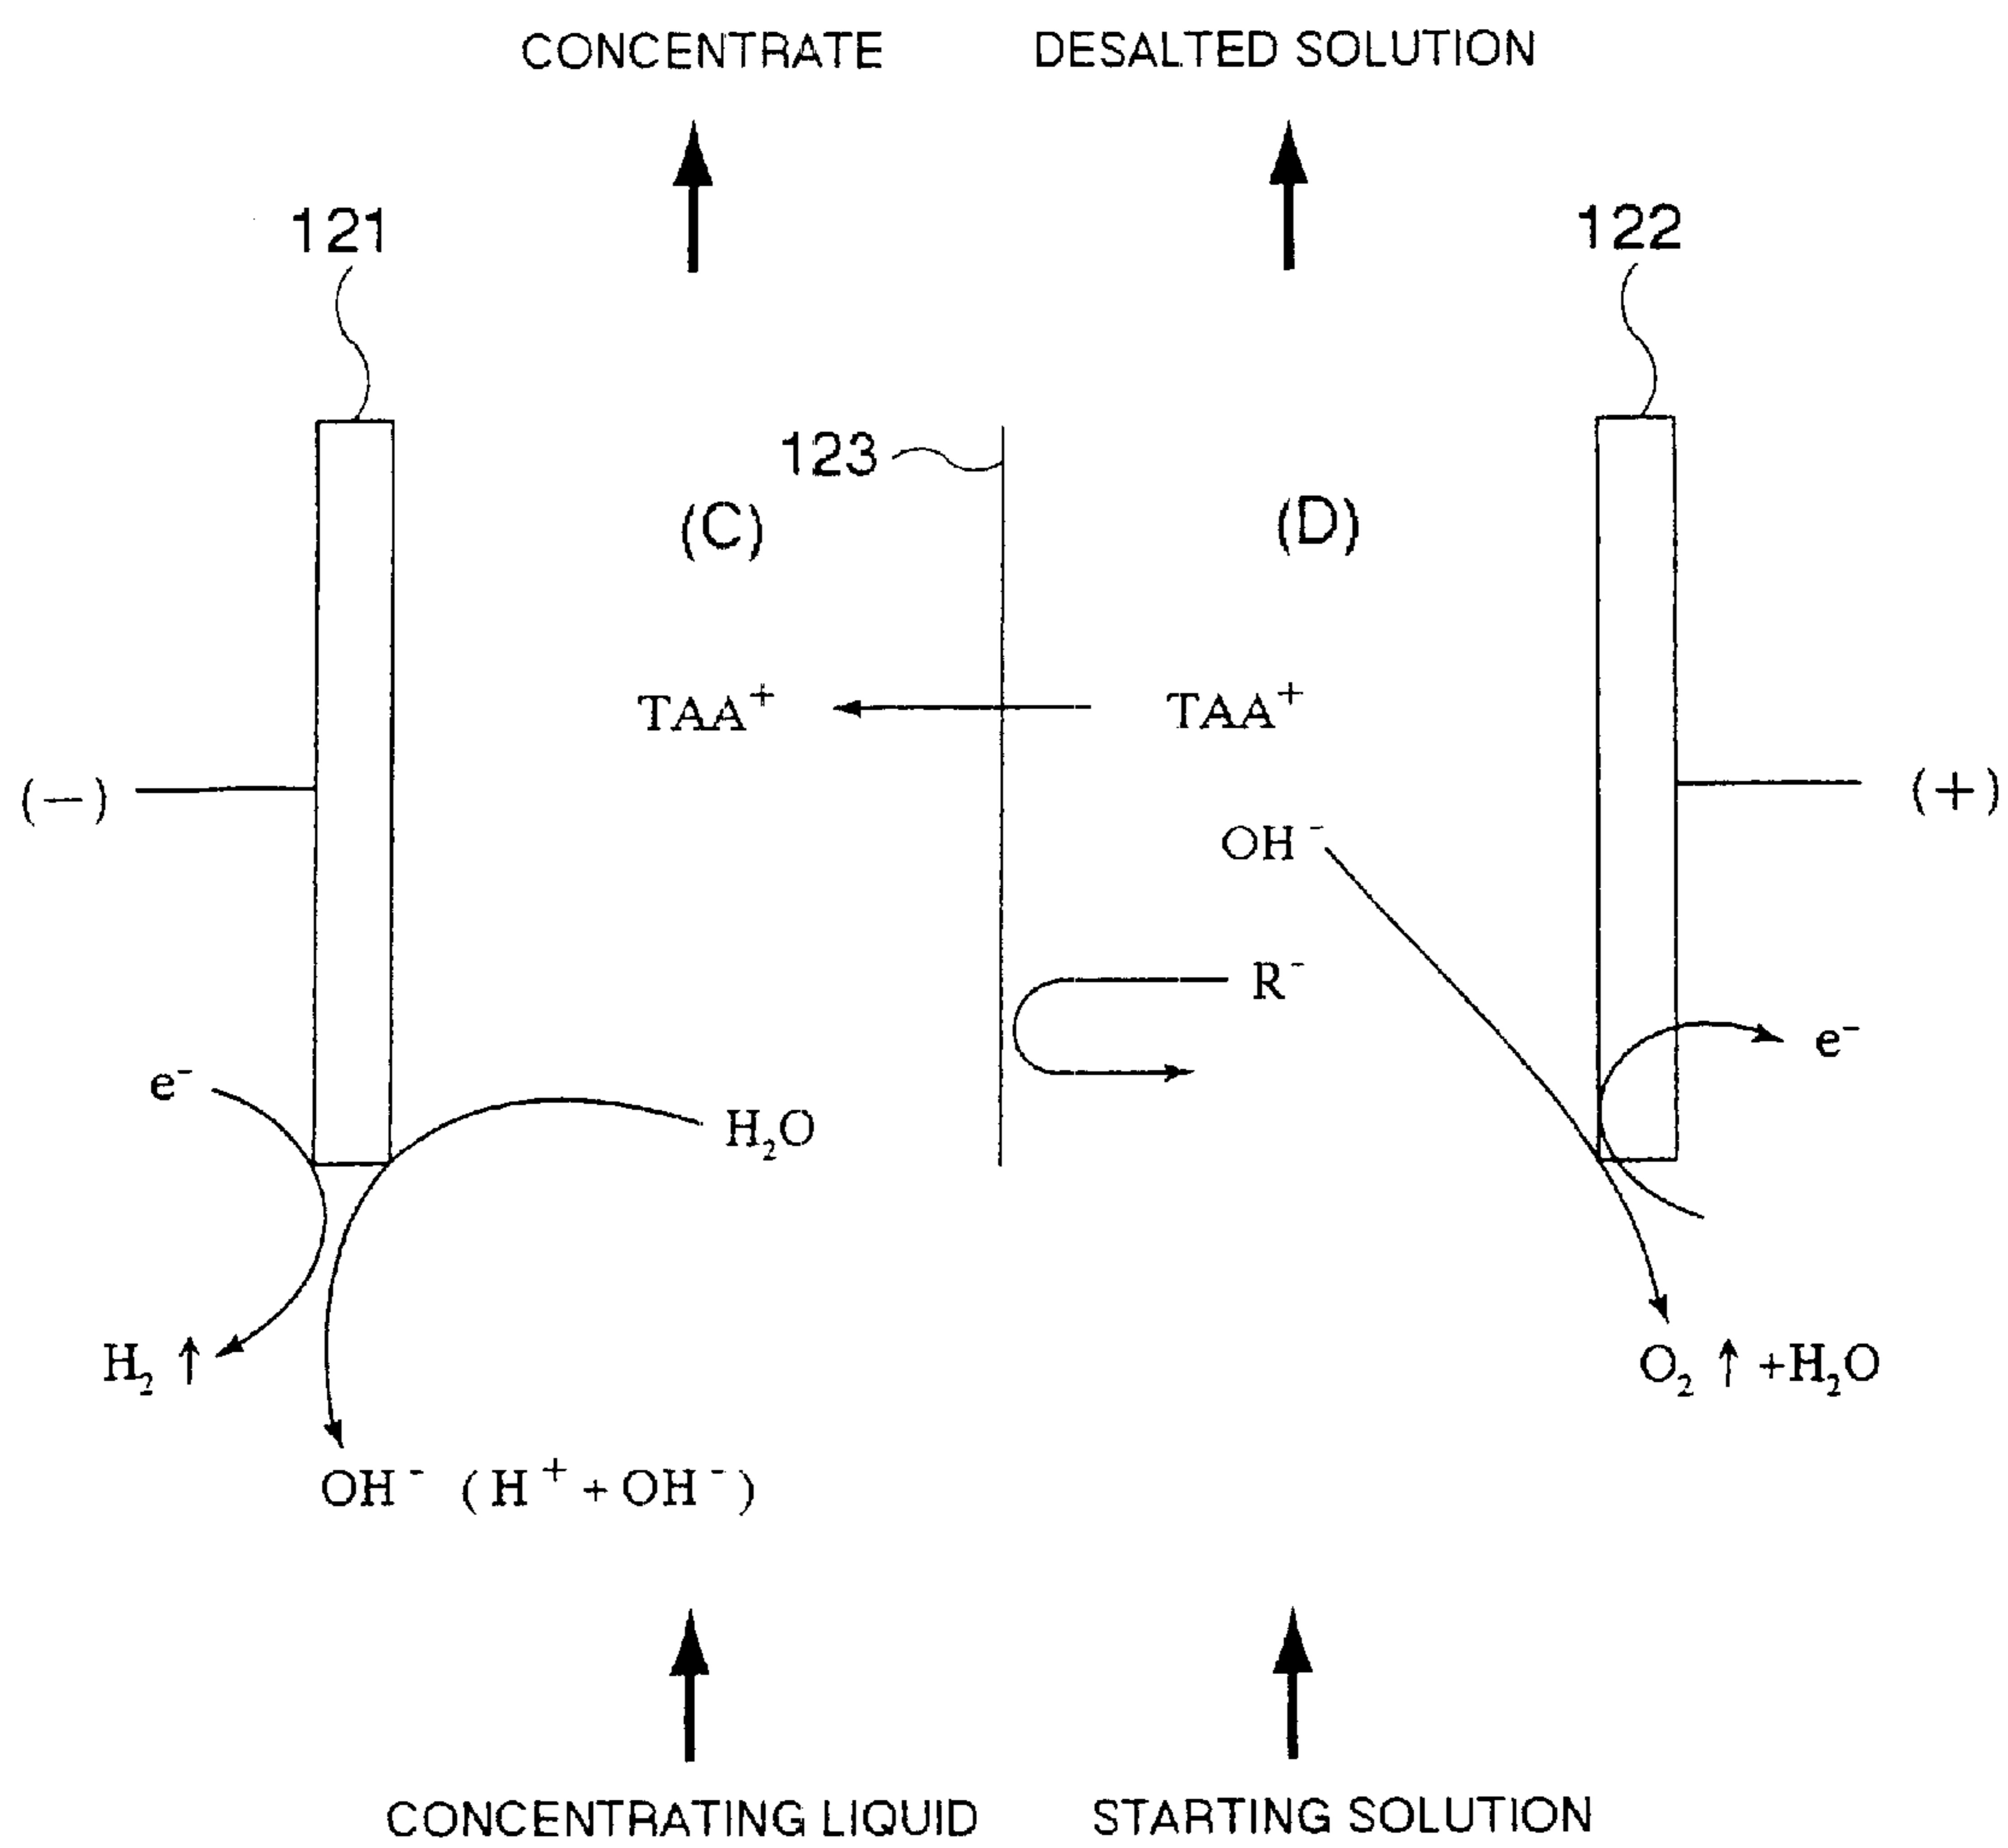 CONCENTRATE DESALTED SOLUTION
121 122
123
(C) (D)
TAA⁺ TAA⁺
(−) (+)
OH⁻
R⁻
e⁻
e⁻
H₂O
H₂ ↑ O₂ ↑ +H₂O
OH⁻ (H⁺ + OH⁻)
CONCENTRATING LIQUID STARTING SOLUTION